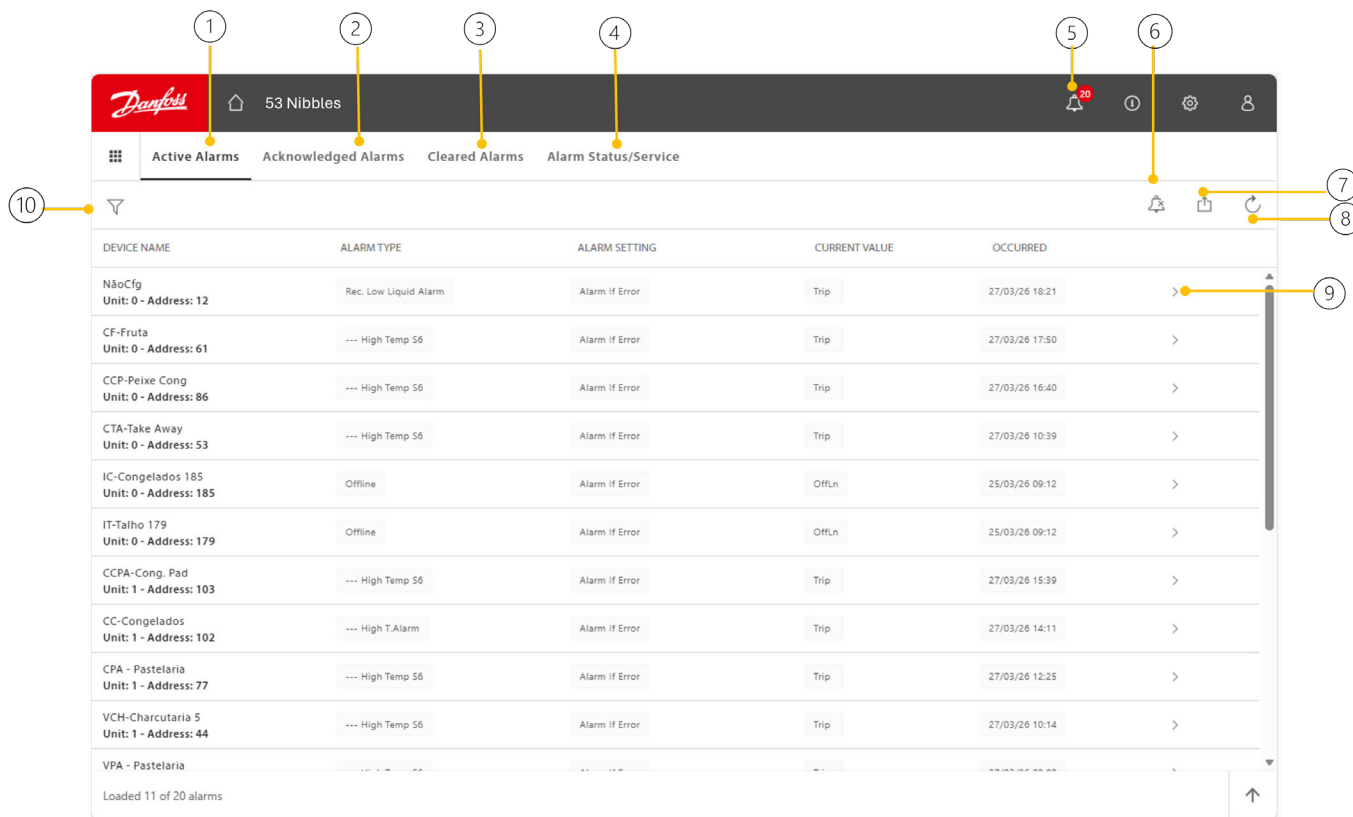 1
2
3
4
5
6
Danfoss
53 Nibbles
20
Active Alarms
Acknowledged Alarms
Cleared Alarms
Alarm Status/Service
7
10
8
DEVICE NAME
ALARM TYPE
ALARM SETTING
CURRENT VALUE
OCCURRED
NãoCfg
Unit: 0 - Address: 12
Rec. Low Liquid Alarm
Alarm If Error
Trip
27/03/26 18:21
9
CF-Fruta
Unit: 0 - Address: 61
--- High Temp S6
Alarm If Error
Trip
27/03/26 17:50
CCP-Peixe Cong
Unit: 0 - Address: 86
--- High Temp S6
Alarm If Error
Trip
27/03/26 16:40
CTA-Take Away
Unit: 0 - Address: 53
--- High Temp S6
Alarm If Error
Trip
27/03/26 10:39
IC-Congelados 185
Unit: 0 - Address: 185
Offline
Alarm If Error
OffLn
25/03/26 09:12
IT-Talho 179
Unit: 0 - Address: 179
Offline
Alarm If Error
OffLn
25/03/26 09:12
CCPA-Cong. Pad
Unit: 1 - Address: 103
--- High Temp S6
Alarm If Error
Trip
27/03/26 15:39
CC-Congelados
Unit: 1 - Address: 102
--- High T.Alarm
Alarm If Error
Trip
27/03/26 14:11
CPA - Pastelaria
Unit: 1 - Address: 77
--- High Temp S6
Alarm If Error
Trip
27/03/26 12:25
VCH-Charcutaria 5
Unit: 1 - Address: 44
--- High Temp S6
Alarm If Error
Trip
27/03/26 10:14
VPA - Pastelaria
Loaded 11 of 20 alarms